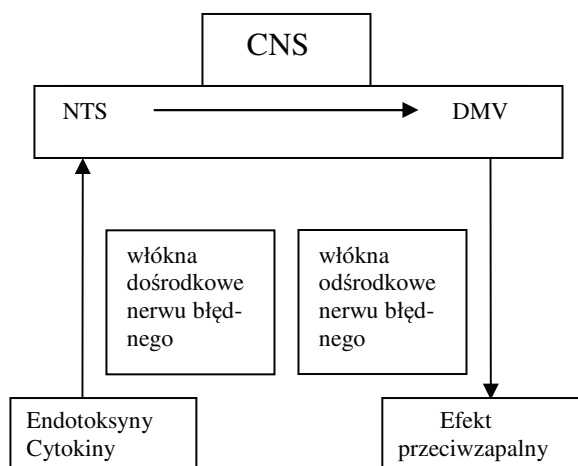 CNS
NTS
DMV
włókna
dośrodkowe
nerwu błęd-
nego
włókna
odśrodkowe
nerwu błęd-
nego
Endotoksyny
Cytokiny
Efekt
przeciwzapalny